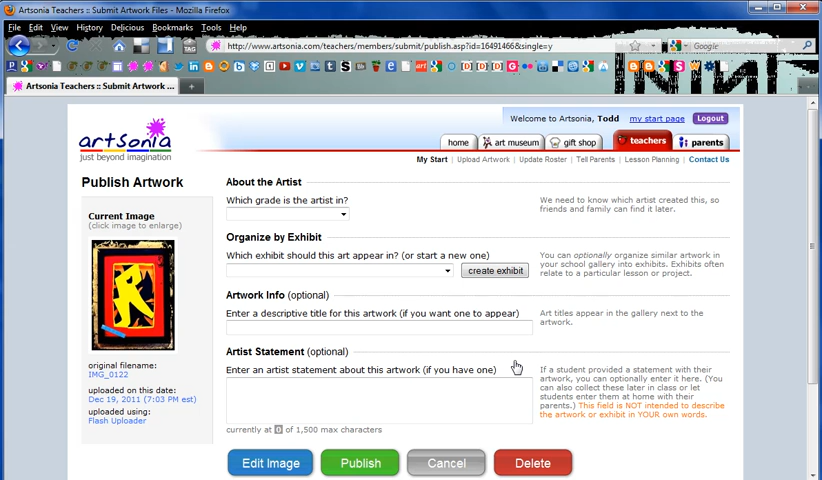 Artsonia Teachers :: Submit Artwork Files - Mozilla Firefox
File Edit View History Delicious Bookmarks Tools Help
http://www.artsonia.com/teachers/members/submit/publish.asp?id=16491466&single=y
Google
Artsonia Teachers :: Submit Artwork ...
Welcome to Artsonia, Todd my start page Logout
artsonia
just beyond imagination
home art museum gift shop teachers parents
My Start | Upload Artwork | Update Roster | Tell Parents | Lesson Planning | Contact Us
Publish Artwork
Current Image
(click image to enlarge)
original filename:
IMG_0122
uploaded on this date:
Dec 19, 2011 (7:03 PM est)
uploaded using:
Flash Uploader
About the Artist
Which grade is the artist in?
We need to know which artist created this, so
friends and family can find it later.
Organize by Exhibit
Which exhibit should this art appear in? (or start a new one)
create exhibit
You can optionally organize similar artwork in
your school gallery into exhibits. Exhibits often
relate to a particular lesson or project.
Artwork Info (optional)
Enter a descriptive title for this artwork (if you want one to appear)
Art titles appear in the gallery next to the
artwork.
Artist Statement (optional)
Enter an artist statement about this artwork (if you have one)
If a student provided a statement with their
artwork, you can optionally enter it here. (You
can also collect these later in class or let
students enter them at home with their
parents.) This field is NOT intended to describe
the artwork or exhibit in YOUR own words.
currently at 0 of 1,500 max characters
Edit Image Publish Cancel Delete